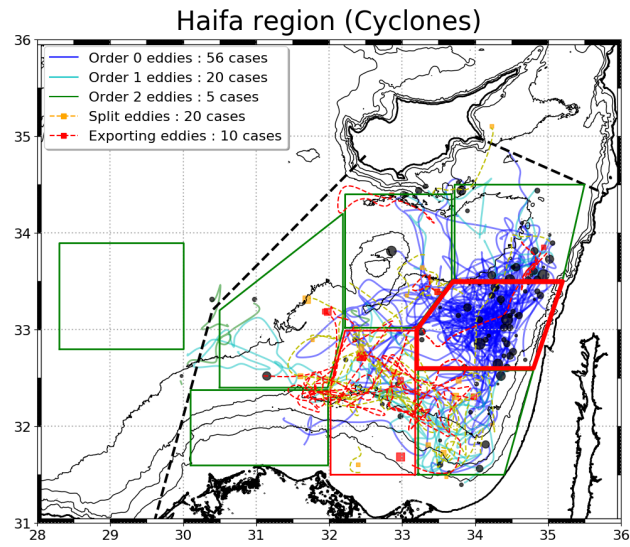 Haifa region (Cyclones)
Order 0 eddies : 56 cases
Order 1 eddies : 20 cases
Order 2 eddies : 5 cases
Split eddies : 20 cases
Exporting eddies : 10 cases
36
35
34
33
32
31
28 29 30 31 32 33 34 35 36